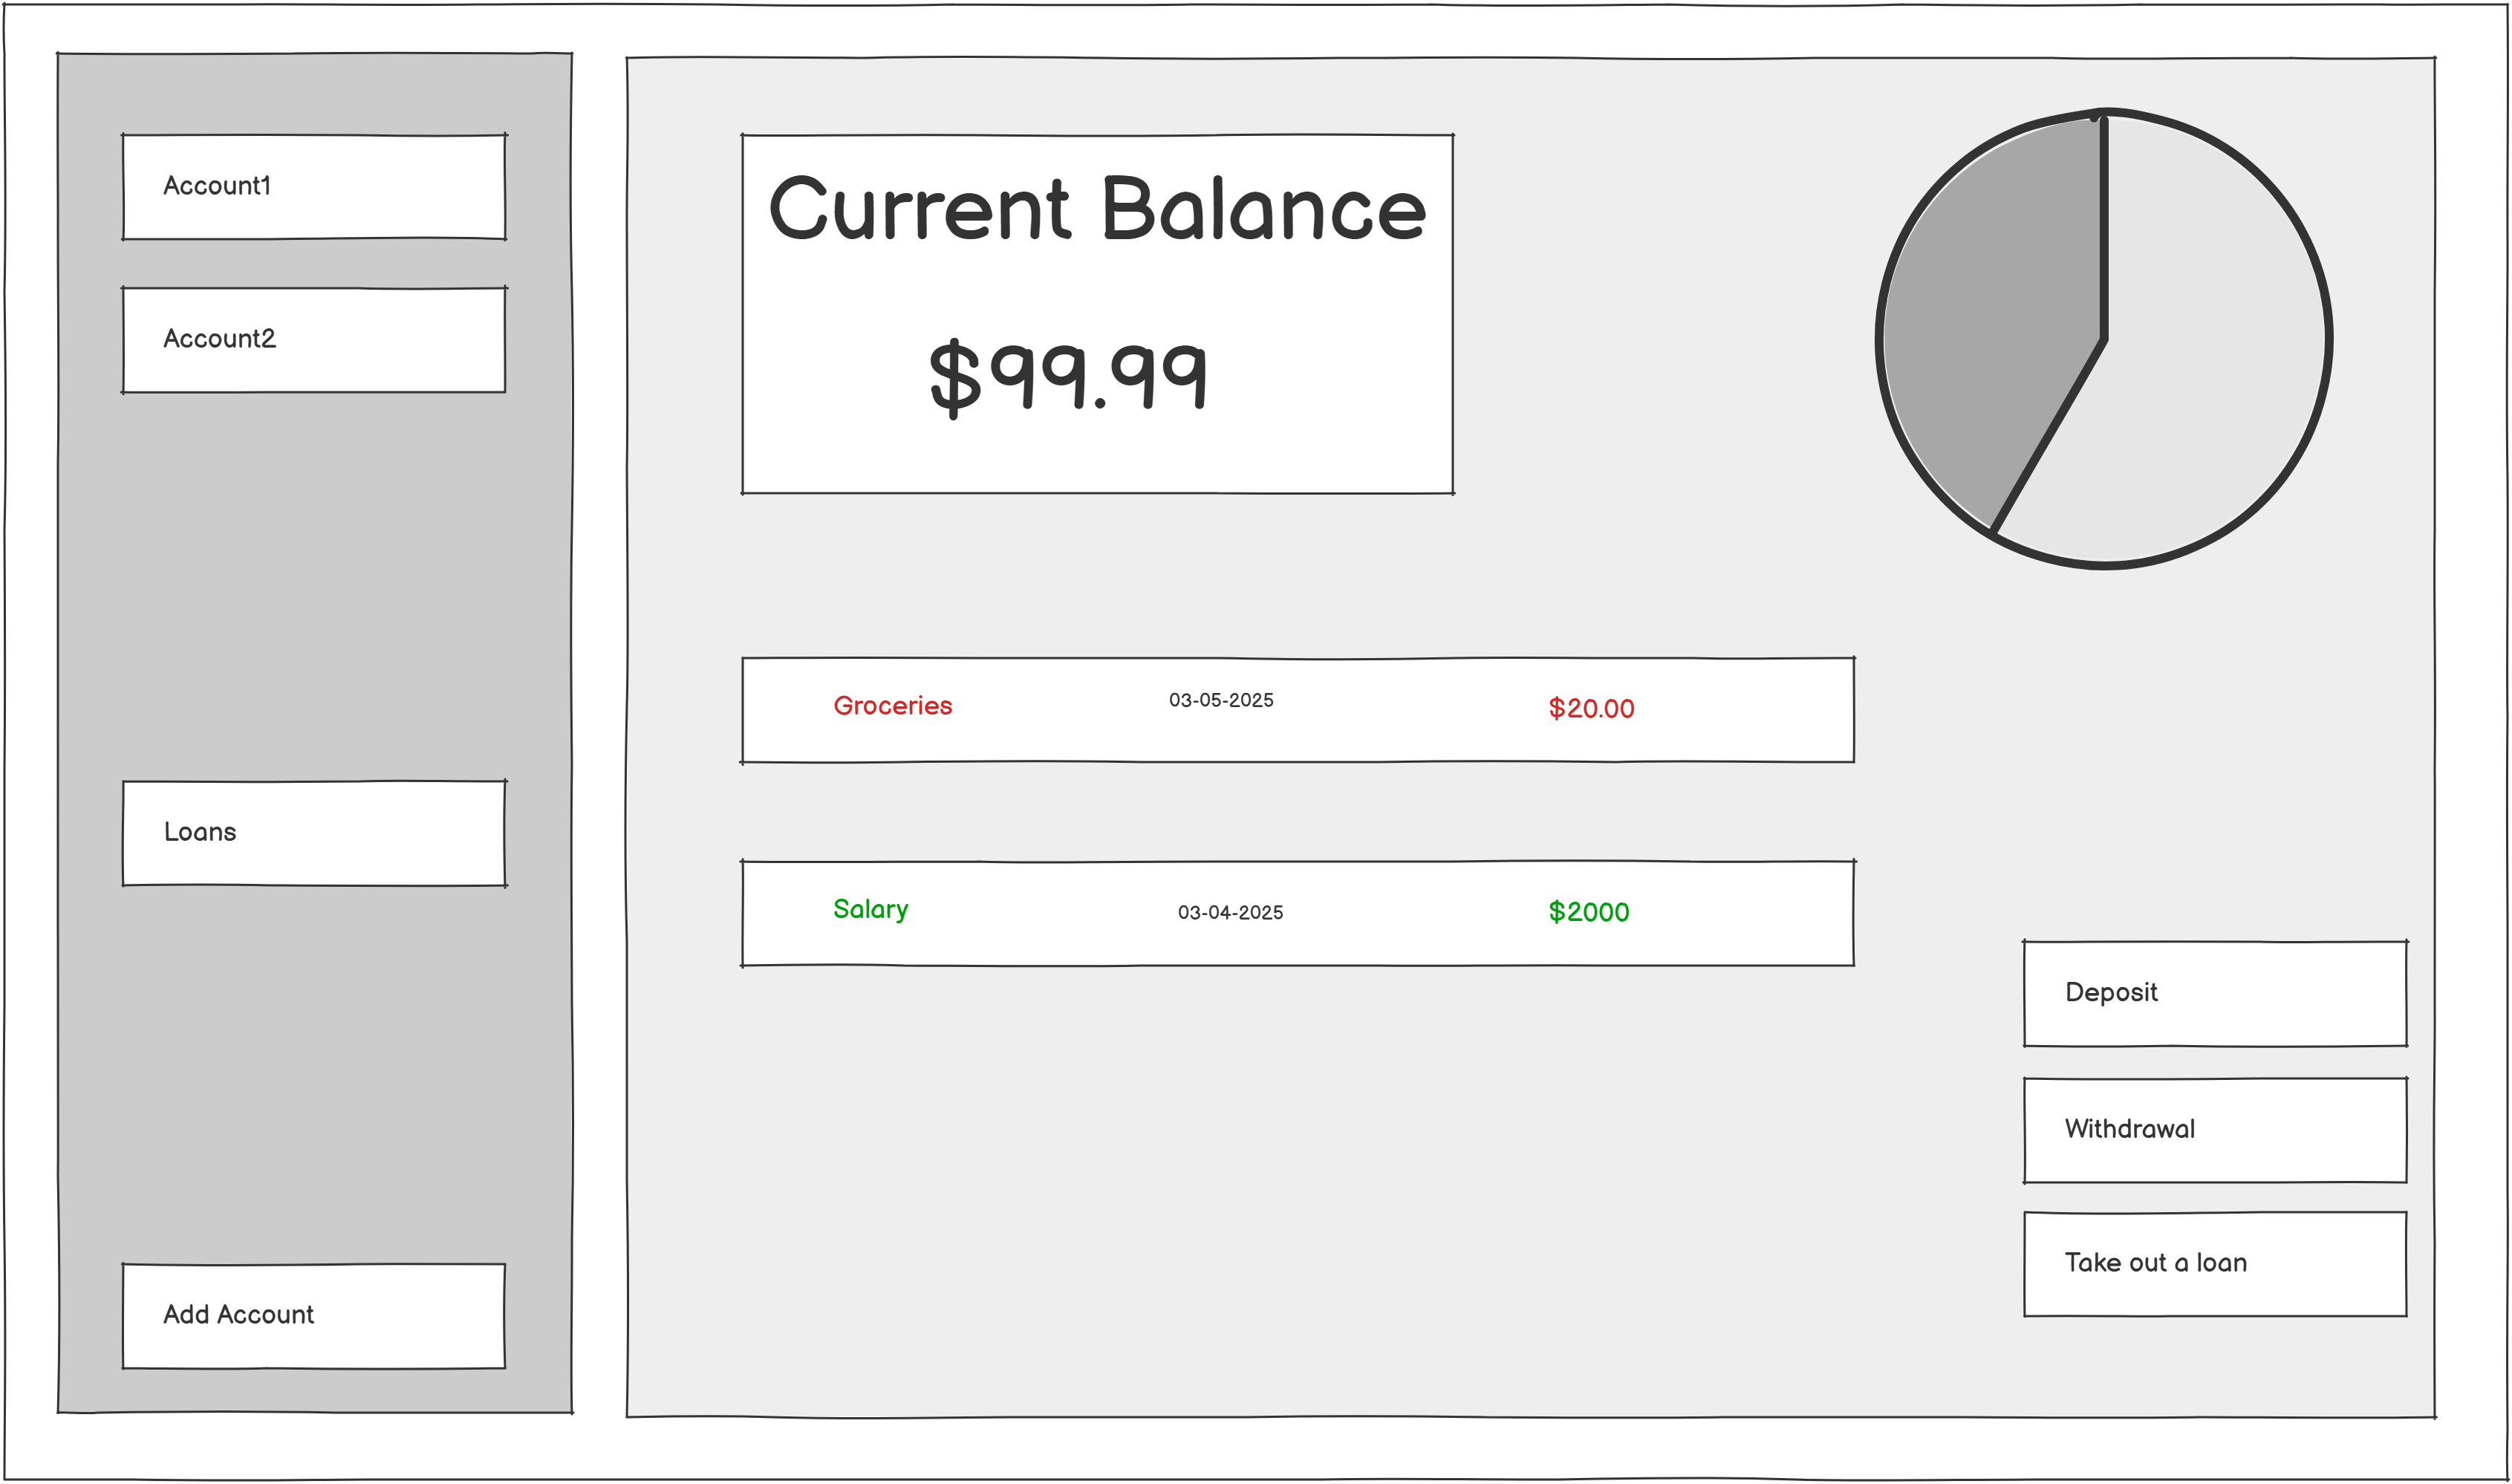 Account1
Account2
Loans
Add Account
Current Balance
$99.99
Groceries 03-05-2025 $20.00
Salary 03-04-2025 $2000
Deposit
Withdrawal
Take out a loan